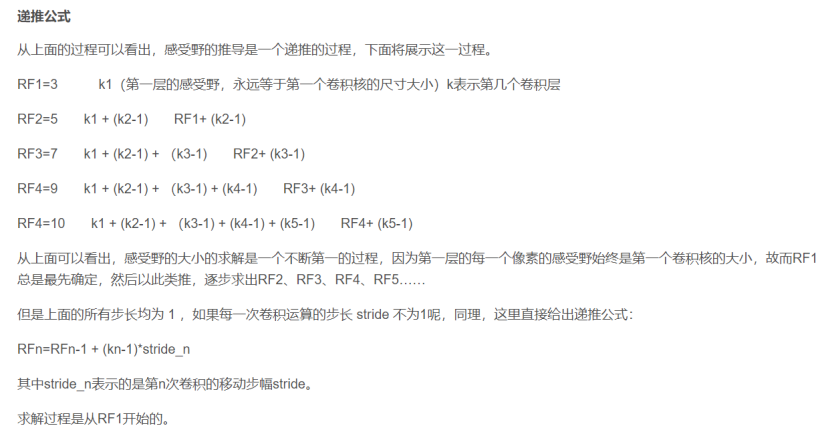 递推公式
从上面的过程可以看出，感受野的推导是一个递推的过程，下面将展示这一过程。
RF1=3 k1（第一层的感受野，永远等于第一个卷积核的尺寸大小）k表示第几个卷积层
RF2=5 k1 + (k2-1) RF1+ (k2-1)
RF3=7 k1 + (k2-1) + （k3-1) RF2+ (k3-1)
RF4=9 k1 + (k2-1) + （k3-1) + (k4-1) RF3+ (k4-1)
RF4=10 k1 + (k2-1) + （k3-1) + (k4-1) + (k5-1) RF4+ (k5-1)
从上面可以看出，感受野的大小的求解是一个不断第一的过程，因为第一层的每一个像素的感受野始终是第一个卷积核的大小，故而RF1
总是最先确定，然后以此类推，逐步求出RF2、RF3、RF4、RF5……
但是上面的所有步长均为 1 ，如果每一次卷积运算的步长 stride 不为1呢，同理，这里直接给出递推公式：
RFn=RFn-1 + (kn-1)*stride_n
其中stride_n表示的是第n次卷积的移动步幅stride。
求解过程是从RF1开始的。